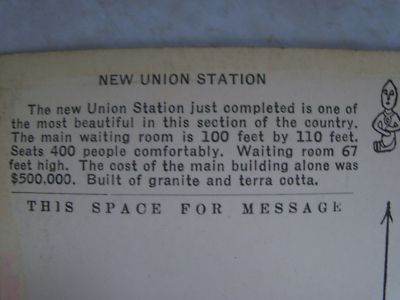 NEW UNION STATION
The new Union Station just completed is one of
the most beautiful in this section of the country.
The main waiting room is 100 feet by 110 feet.
Seats 400 people comfortably. Waiting room 67
feet high. The cost of the main building alone was
$500,000. Built of granite and terra cotta.
THIS SPACE FOR MESSAGE